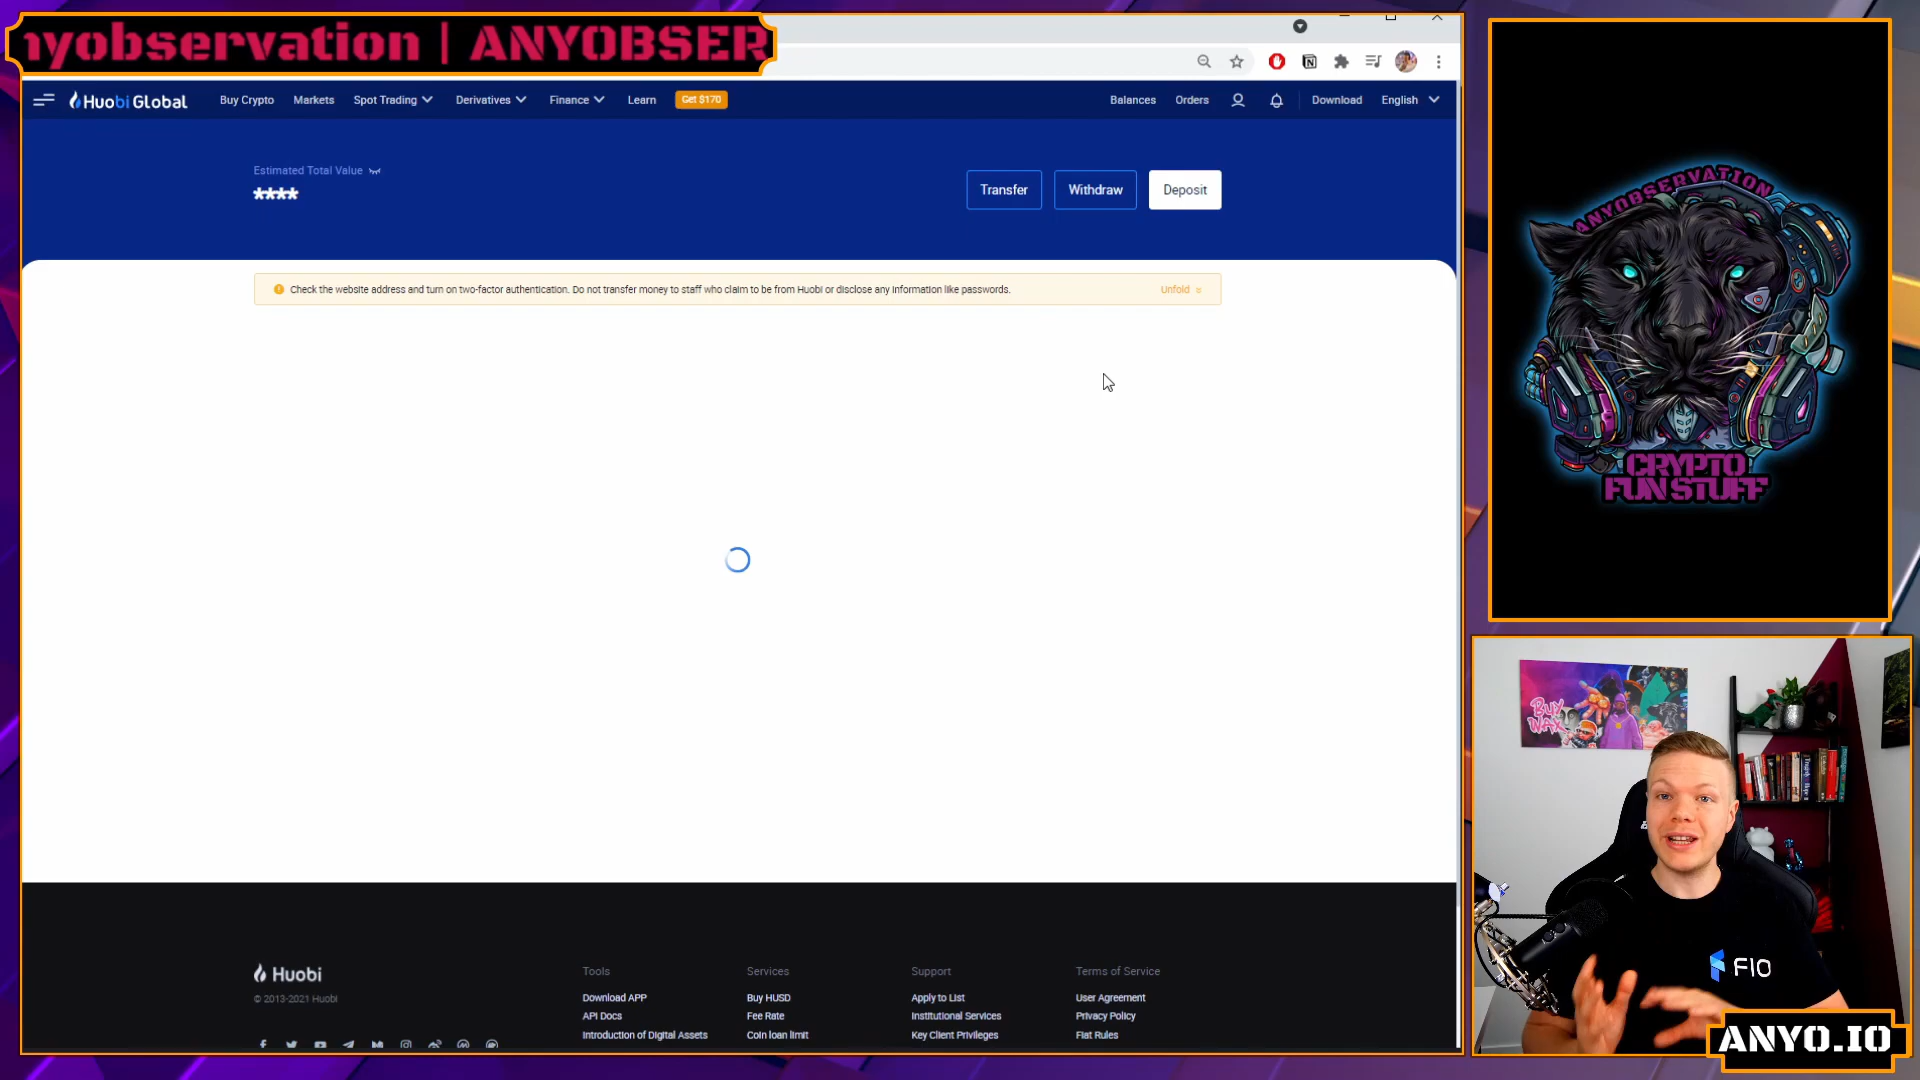 nyobservation | ANYOBSER
Huobi Global
Buy Crypto
Markets
Spot Trading
Derivatives
Finance
Learn
Get $170
Balances
Orders
Download
English
Estimated Total Value
****
Transfer
Withdraw
Deposit
Check the website address and turn on two-factor authentication. Do not transfer money to staff who claim to be from Huobi or disclose any information like passwords.
Unfold
Huobi
© 2013-2021 Huobi
Tools
Download APP
API Docs
Introduction of Digital Assets
Services
Buy HUSD
Fee Rate
Coin loan limit
Support
Apply to List
Institutional Services
Key Client Privileges
Terms of Service
User Agreement
Privacy Policy
Fiat Rules
ANYOBSERVATION
CRYPTO
FUN STUFF
BUY
WAX
FIO
ANYO.IO